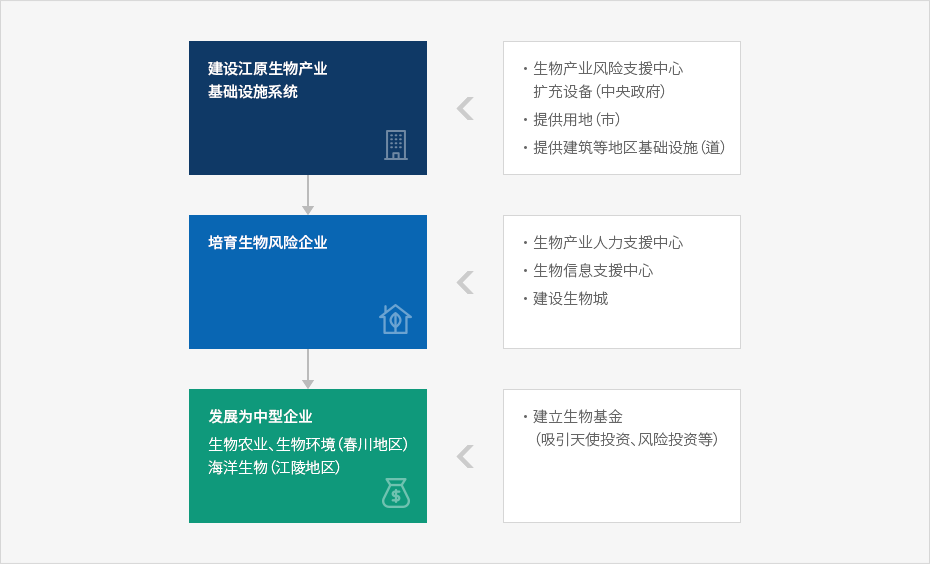 建设江原生物产业
基础设施系统
· 生物产业风险支援中心
扩充设备(中央政府)
· 提供用地(市)
· 提供建筑等地区基础设施(道)
培育生物风险企业
· 生物产业人力支援中心
· 生物信息支援中心
· 建设生物城
发展为中型企业
生物农业、生物环境(春川地区)
海洋生物(江陵地区)
· 建立生物基金
(吸引天使投资、风险投资等)